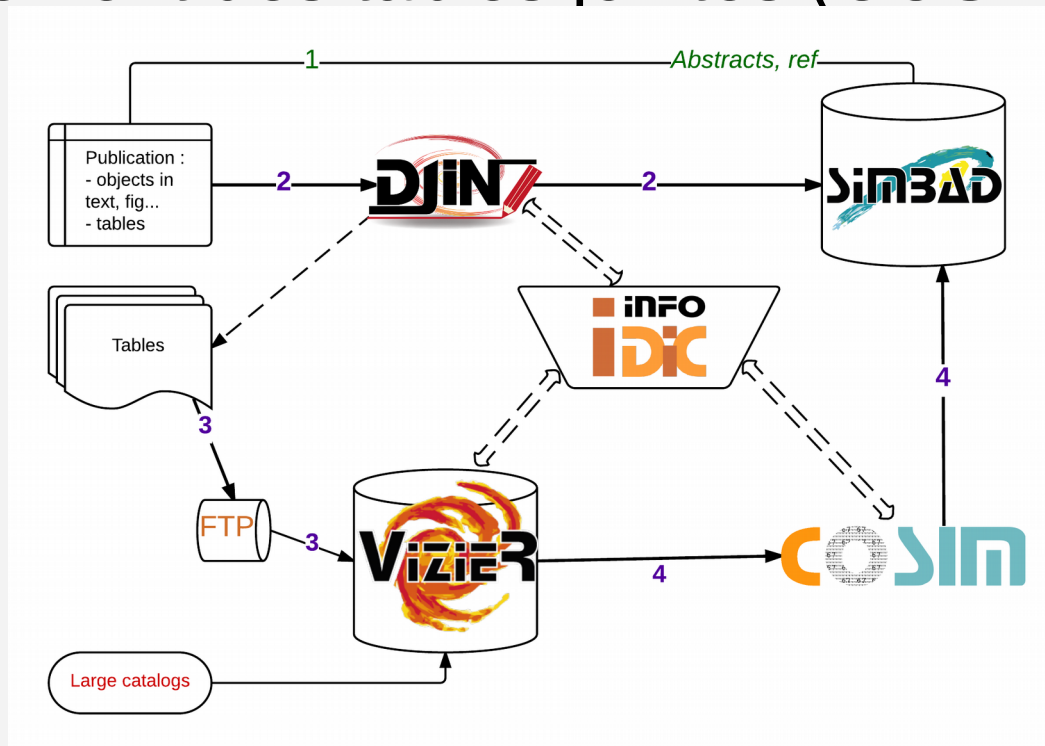 1
Abstracts, ref
Publication :
- objects in
text, fig...
- tables
2
DJiN
2
SiMBAD
Tables
iNFO
i DiC
4
3
FTP
3
VizieR
4
COSIM
Large catalogs